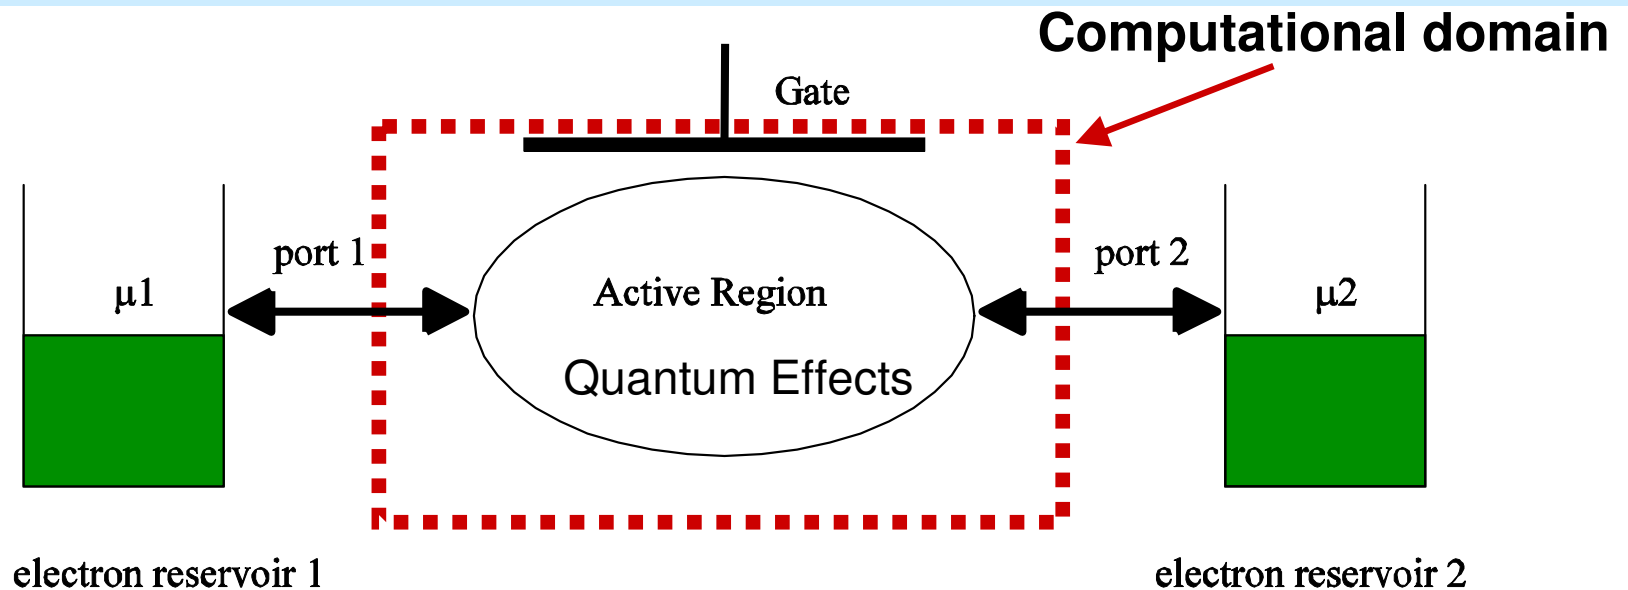 Computational domain
Gate
port 1
port 2
μ1
Active Region
μ2
Quantum Effects
electron reservoir 1
electron reservoir 2